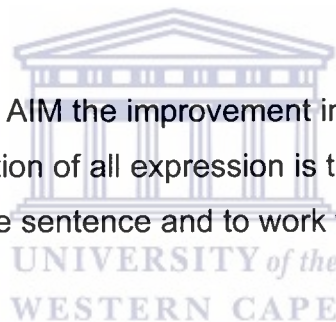 AIM the improvement in
tion of all expression is t
e sentence and to work
UNIVERSITY of the
WESTERN CAPE